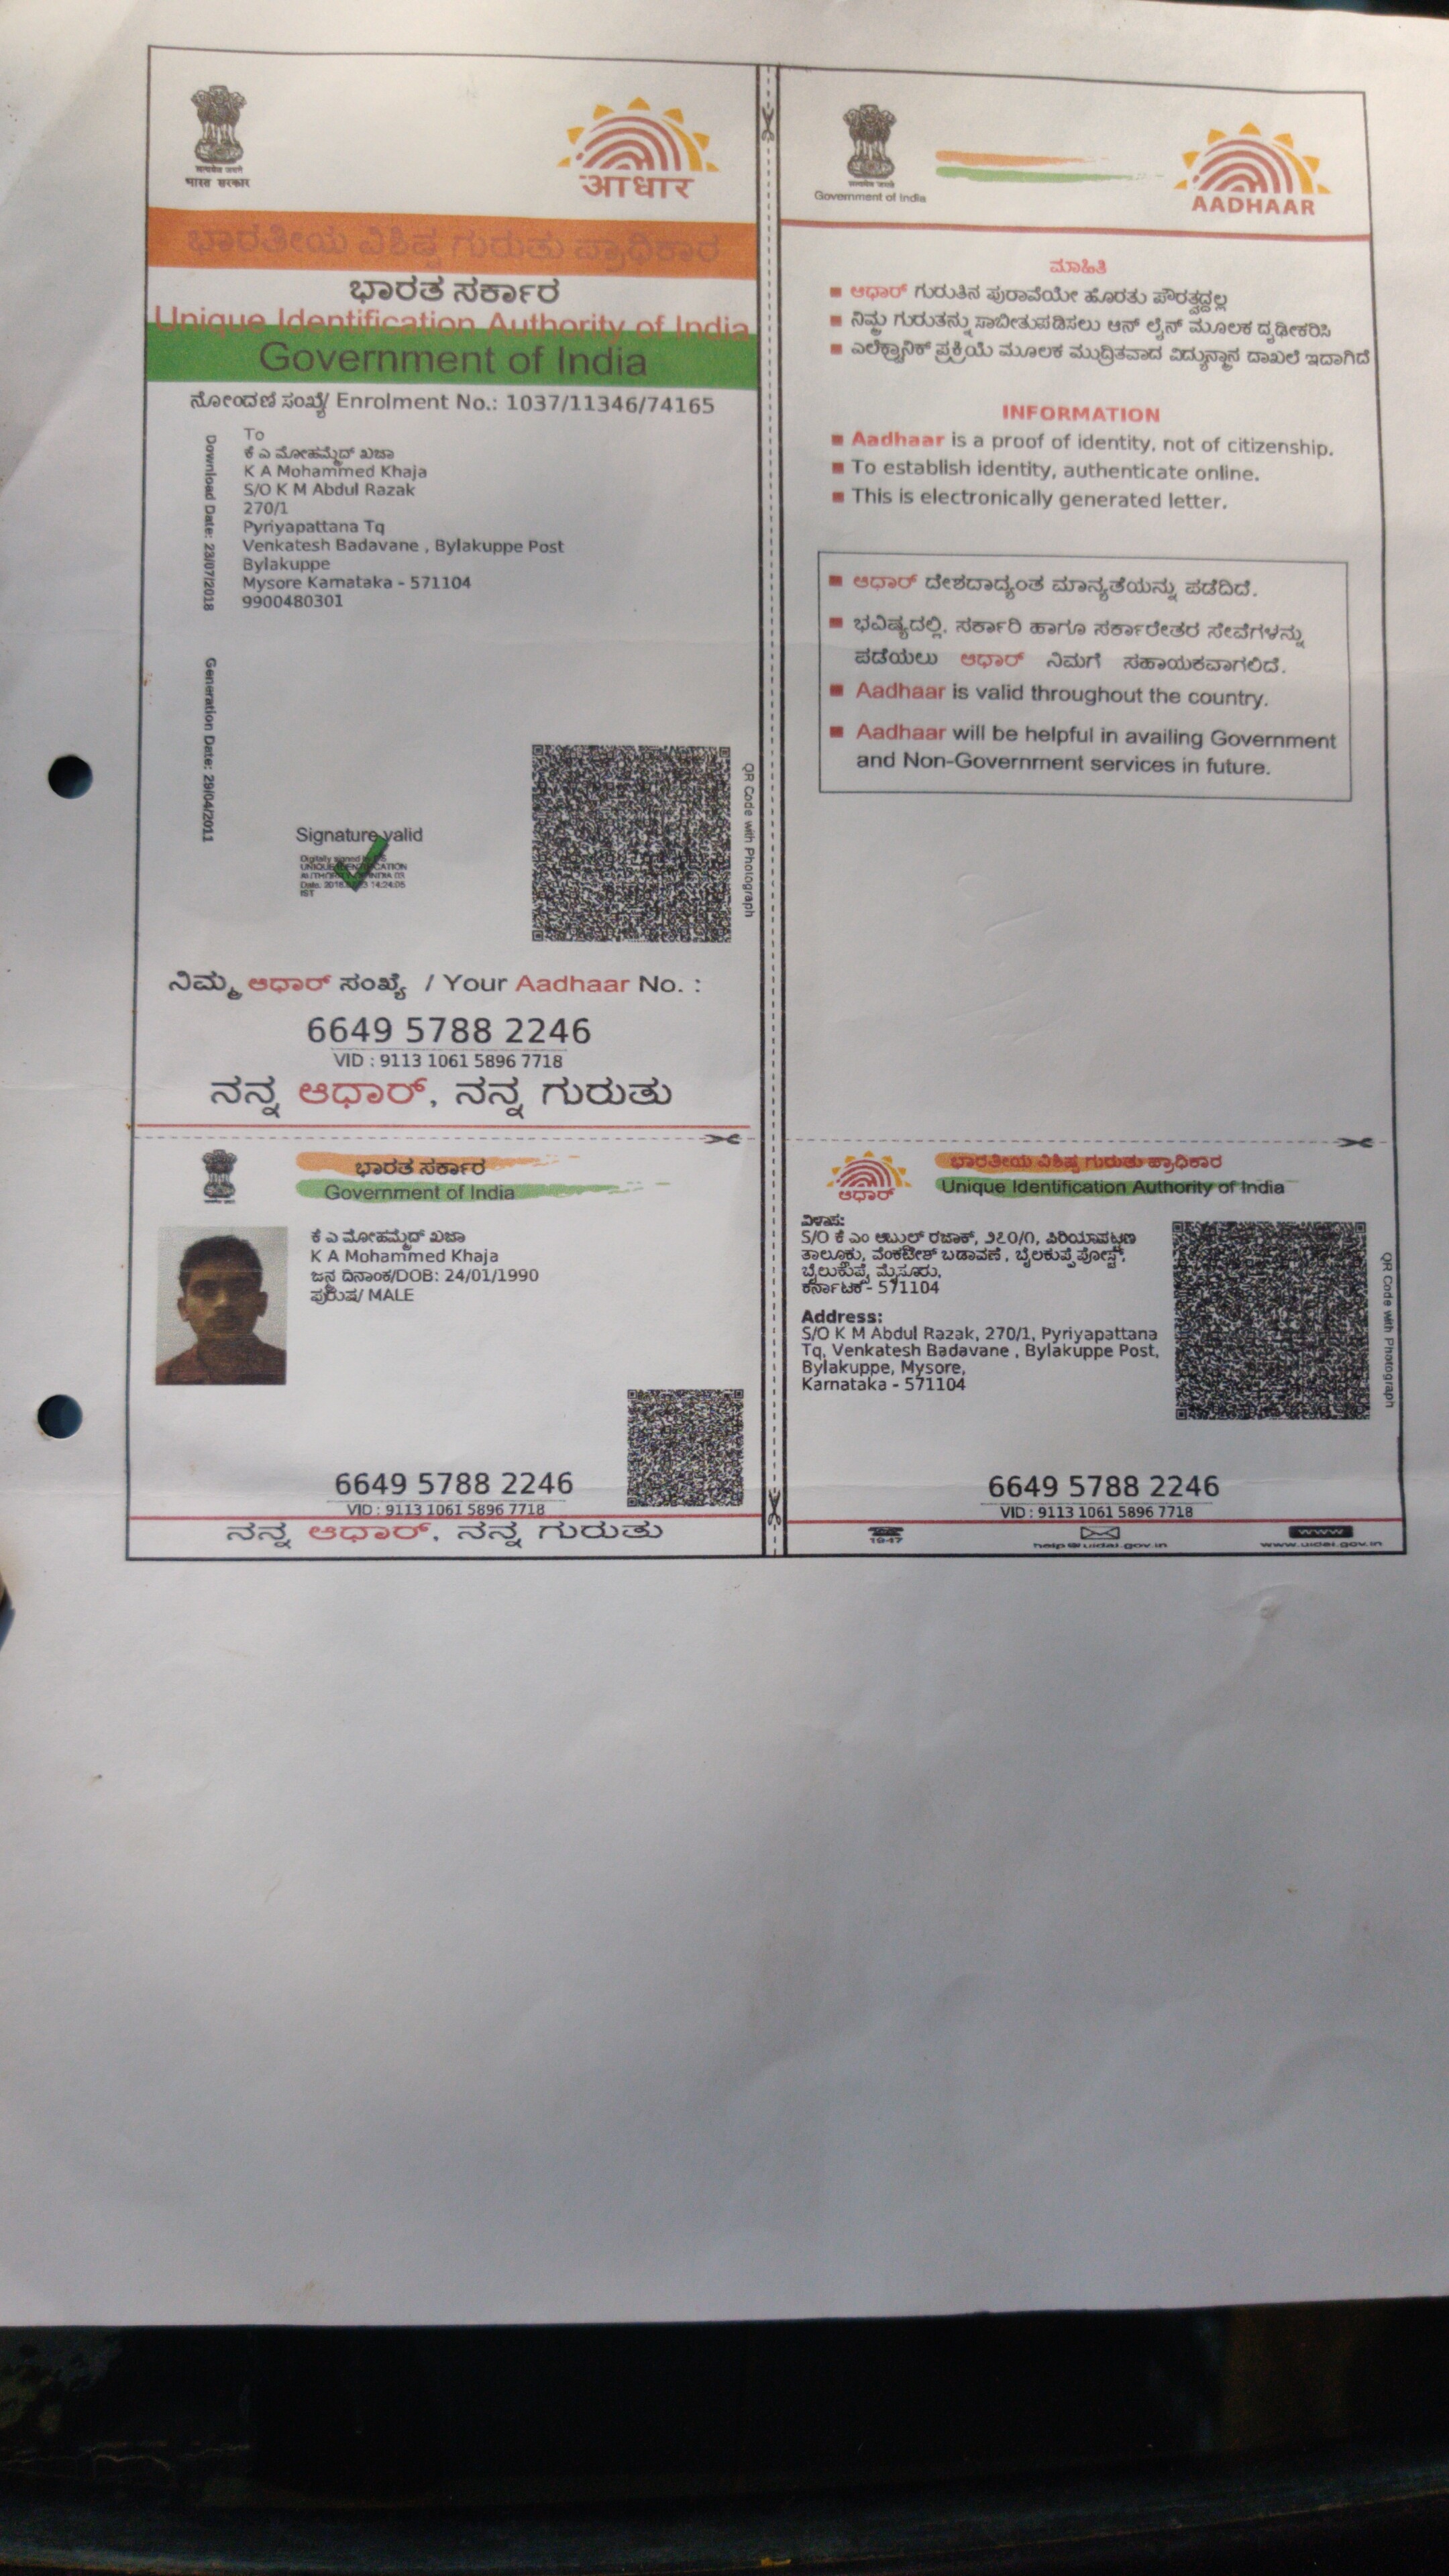 सत्यमेव जयते
भारत सरकार
आधार
ಭಾರತೀಯ ವಿಶಿಷ್ಟ ಗುರುತು ಪ್ರಾಧಿಕಾರ
ಭಾರತ ಸರ್ಕಾರ
Unique Identification Authority of India
Government of India
ನೋಂದಣಿ ಸಂಖ್ಯೆ/ Enrolment No.: 1037/11346/74165
Download Date: 23/07/2018
Generation Date: 29/04/2011
To
ಕೆ ಎ ಮೋಹಮ್ಮದ್ ಖಜಾ
K A Mohammed Khaja
S/O K M Abdul Razak
270/1
Pyriyapattana Tq
Venkatesh Badavane , Bylakuppe Post
Bylakuppe
Mysore Karnataka - 571104
9900480301
Signature valid
Digitally signed
UNIQUE
AUTHORITY INDIA 03
14:24:05
IST
QR Code with Photograph
ನಿಮ್ಮ ಆಧಾರ್ ಸಂಖ್ಯೆ / Your Aadhaar No. :
6649 5788 2246
VID : 9113 1061 5896 7718
ನನ್ನ ಆಧಾರ್, ನನ್ನ ಗುರುತು
Government of India
AADHAAR
ಮಾಹಿತಿ
ಆಧಾರ್ ಗುರುತಿನ ಪುರಾವೆಯೇ ಹೊರತು ಪೌರತ್ವದ್ದಲ್ಲ
ನಿಮ್ಮ ಗುರುತನ್ನು ಸಾಬೀತುಪಡಿಸಲು ಆನ್ ಲೈನ್ ಮೂಲಕ ದೃಢೀಕರಿಸಿ
ಎಲೆಕ್ಟ್ರಾನಿಕ್ ಪ್ರಕ್ರಿಯೆ ಮೂಲಕ ಮುದ್ರಿತವಾದ ವಿದ್ಯುನ್ಮಾನ ದಾಖಲೆ ಇದಾಗಿದೆ
INFORMATION
Aadhaar is a proof of identity, not of citizenship.
To establish identity, authenticate online.
This is electronically generated letter.
ಆಧಾರ್ ದೇಶದಾದ್ಯಂತ ಮಾನ್ಯತೆಯನ್ನು ಪಡೆದಿದೆ.
ಭವಿಷ್ಯದಲ್ಲಿ, ಸರ್ಕಾರಿ ಹಾಗೂ ಸರ್ಕಾರೇತರ ಸೇವೆಗಳನ್ನು
ಪಡೆಯಲು ಆಧಾರ್ ನಿಮಗೆ ಸಹಾಯಕವಾಗಲಿದೆ.
Aadhaar is valid throughout the country.
Aadhaar will be helpful in availing Government
and Non-Government services in future.
ಭಾರತ ಸರ್ಕಾರ
Government of India
ಕೆ ಎ ಮೋಹಮ್ಮದ್ ಖಜಾ
K A Mohammed Khaja
ಜನ್ಮ ದಿನಾಂಕ/DOB: 24/01/1990
ಪುರುಷ/ MALE
6649 5788 2246
VID : 9113 1061 5896 7718
ನನ್ನ ಆಧಾರ್, ನನ್ನ ಗುರುತು
ಆಧಾರ್
ಭಾರತೀಯ ವಿಶಿಷ್ಟ ಗುರುತು ಪ್ರಾಧಿಕಾರ
Unique Identification Authority of India
ವಿಳಾಸ:
S/O ಕೆ ಎಂ ಅಬ್ದುಲ್ ರಜಾಕ್, ೨೭೦/೧, ಪಿರಿಯಾಪಟ್ಟಣ
ತಾಲ್ಲೂಕು, ವೆಂಕಟೇಶ್ ಬಡಾವಣೆ, ಬೈಲಕುಪ್ಪೆ ಪೋಸ್ಟ್,
ಬೈಲುಕುಪ್ಪೆ, ಮೈಸೂರು,
ಕರ್ನಾಟಕ - 571104
Address:
S/O K M Abdul Razak, 270/1, Pyriyapattana
Tq, Venkatesh Badavane , Bylakuppe Post,
Bylakuppe, Mysore,
Karnataka - 571104
QR Code with Photograph
6649 5788 2246
VID : 9113 1061 5896 7718
1947
help@uidai.gov.in
www
www.uidai.gov.in